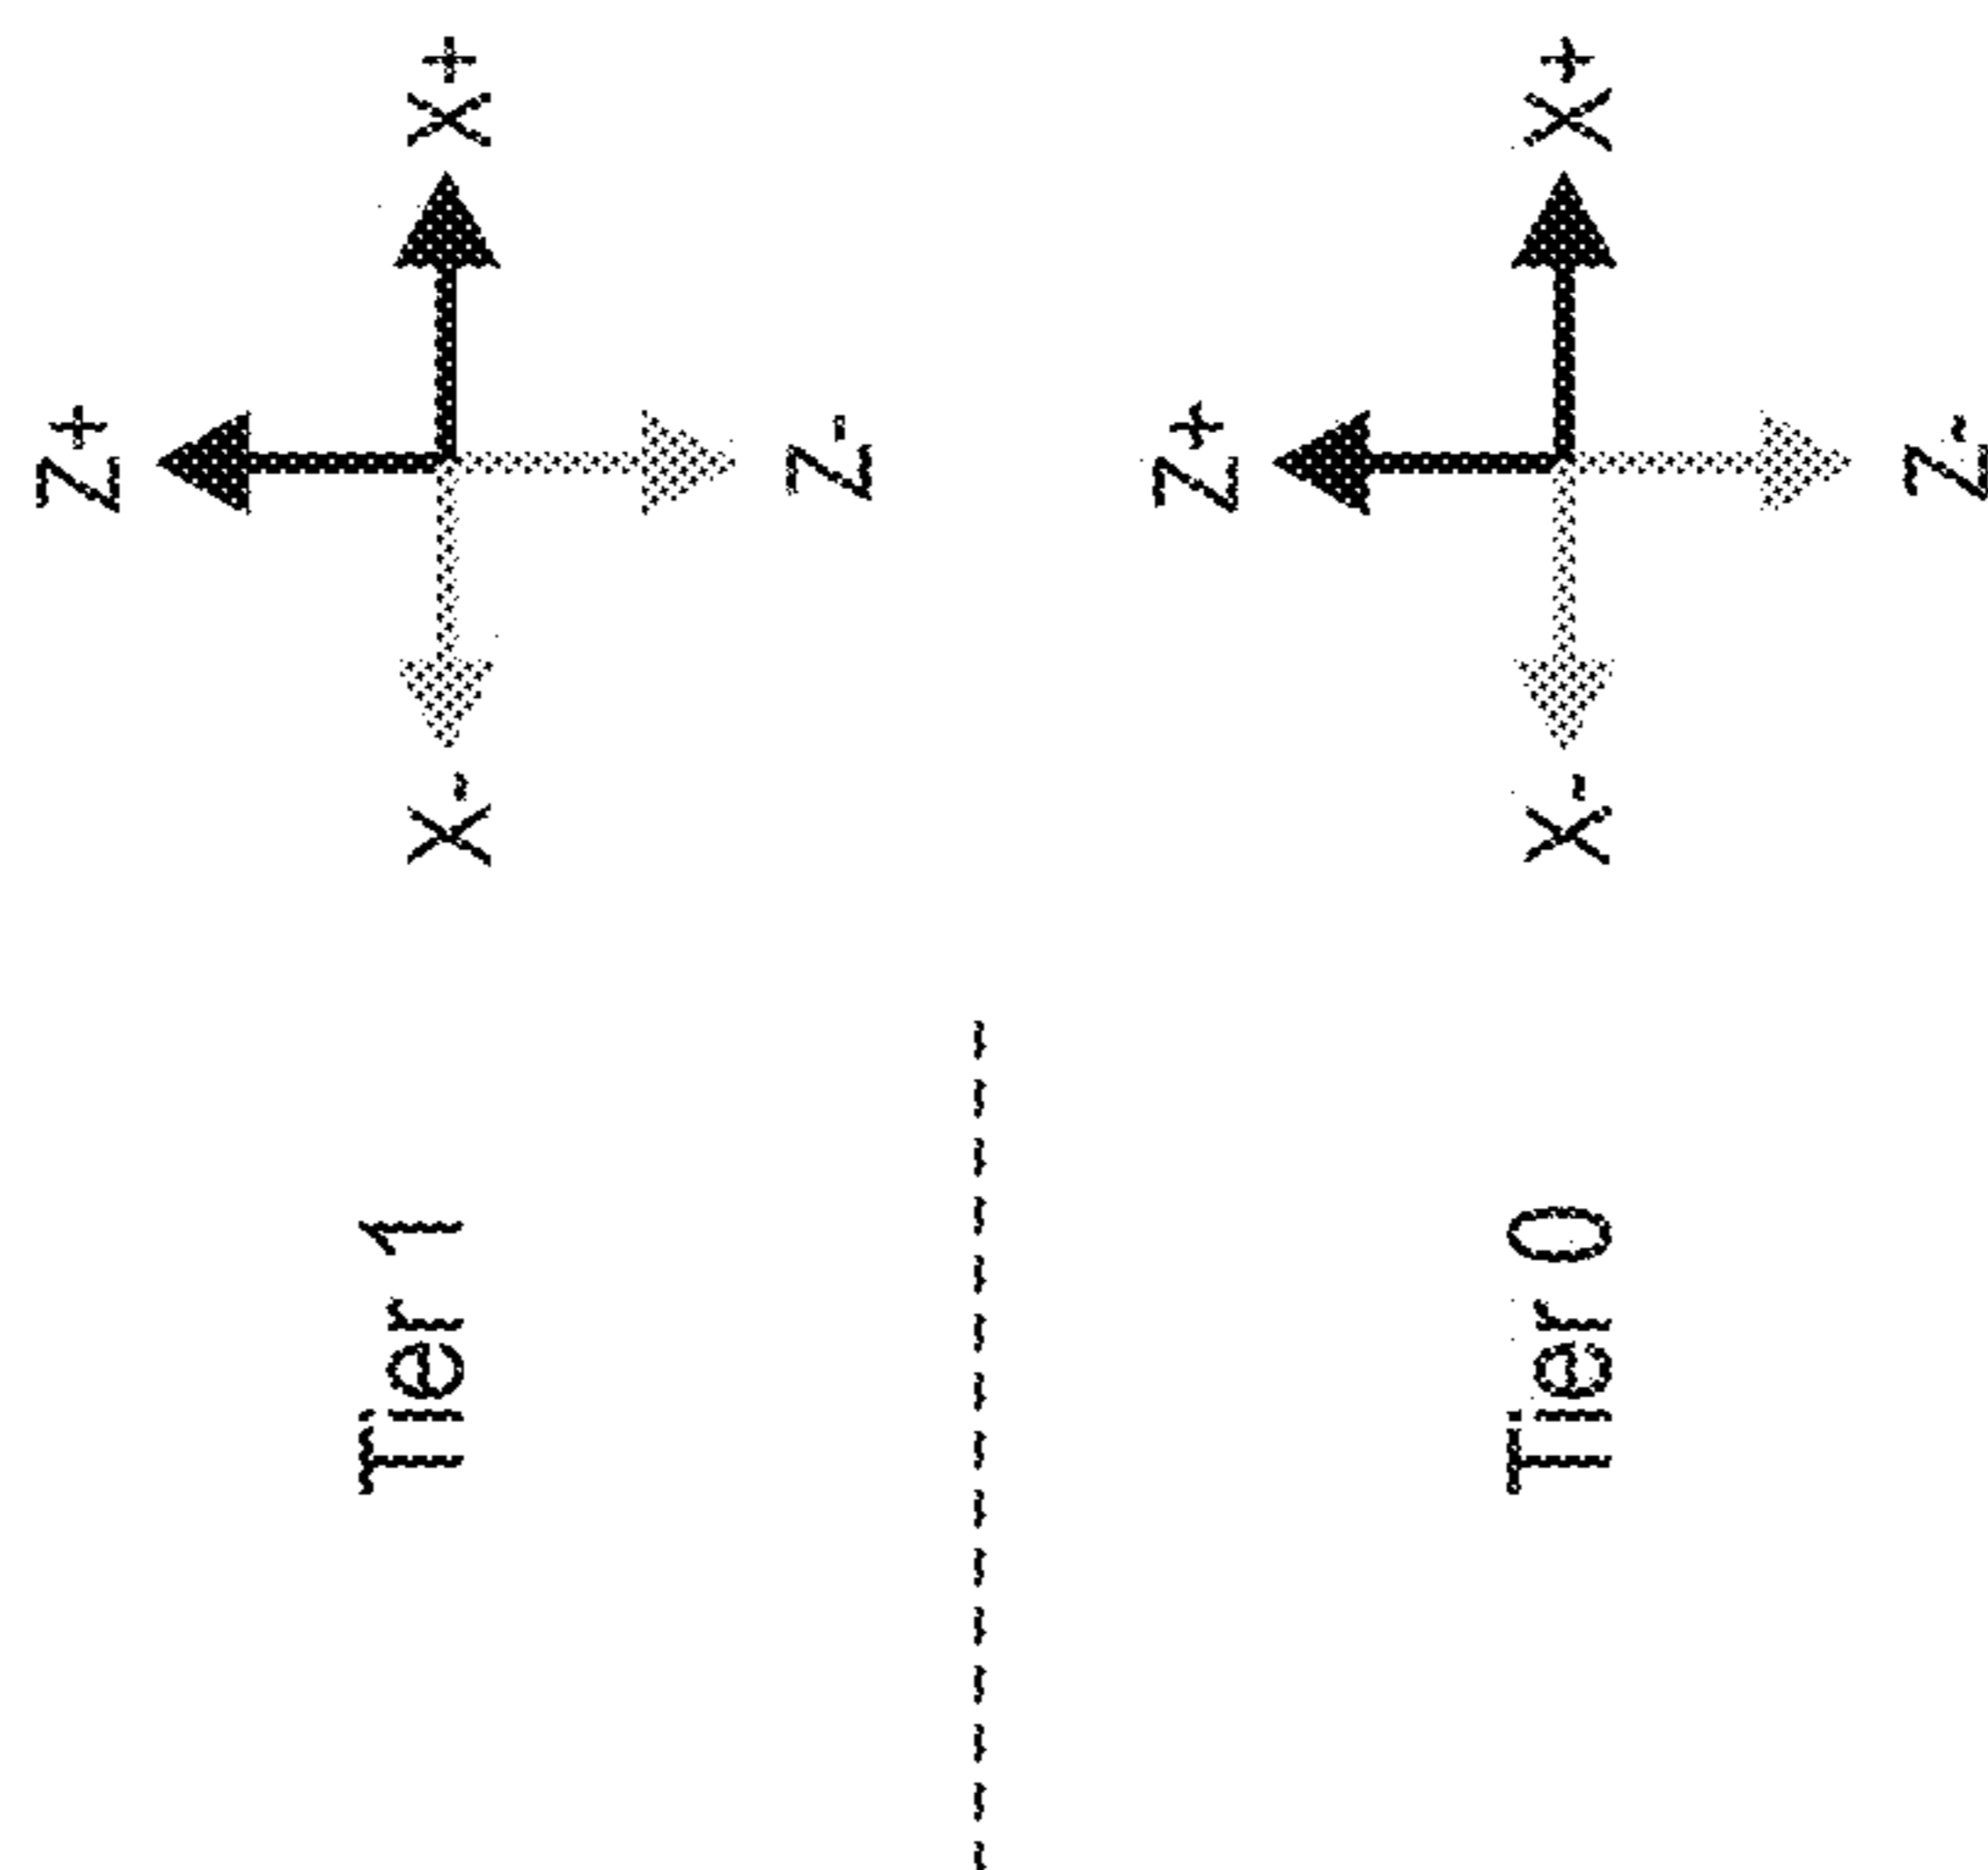 Z+
X- X+
Z-
Tier 1
Z+
X- X+
Z-
Tier 0